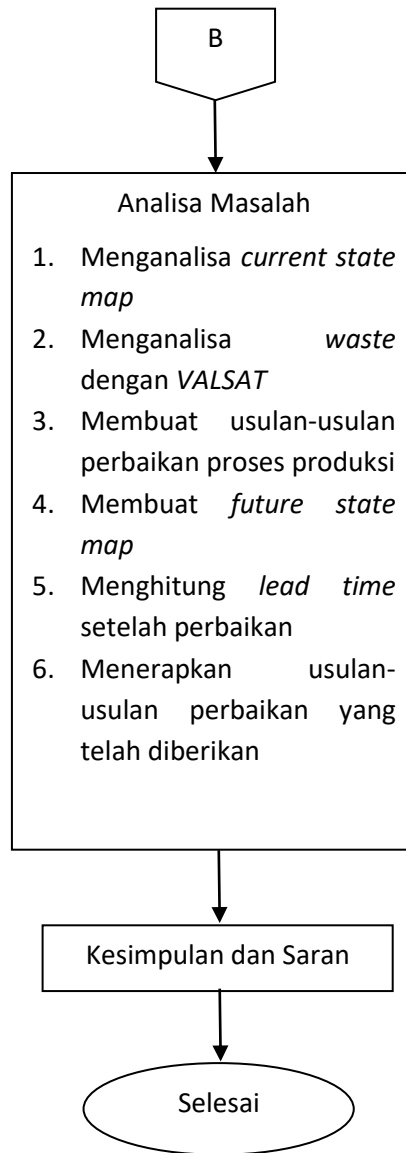 B
Analisa Masalah
1. Menganalisa current state
map
2. Menganalisa waste
dengan VALSAT
3. Membuat usulan-usulan
perbaikan proses produksi
4. Membuat future state
map
5. Menghitung lead time
setelah perbaikan
6. Menerapkan usulan-
usulan perbaikan yang
telah diberikan
Kesimpulan dan Saran
Selesai